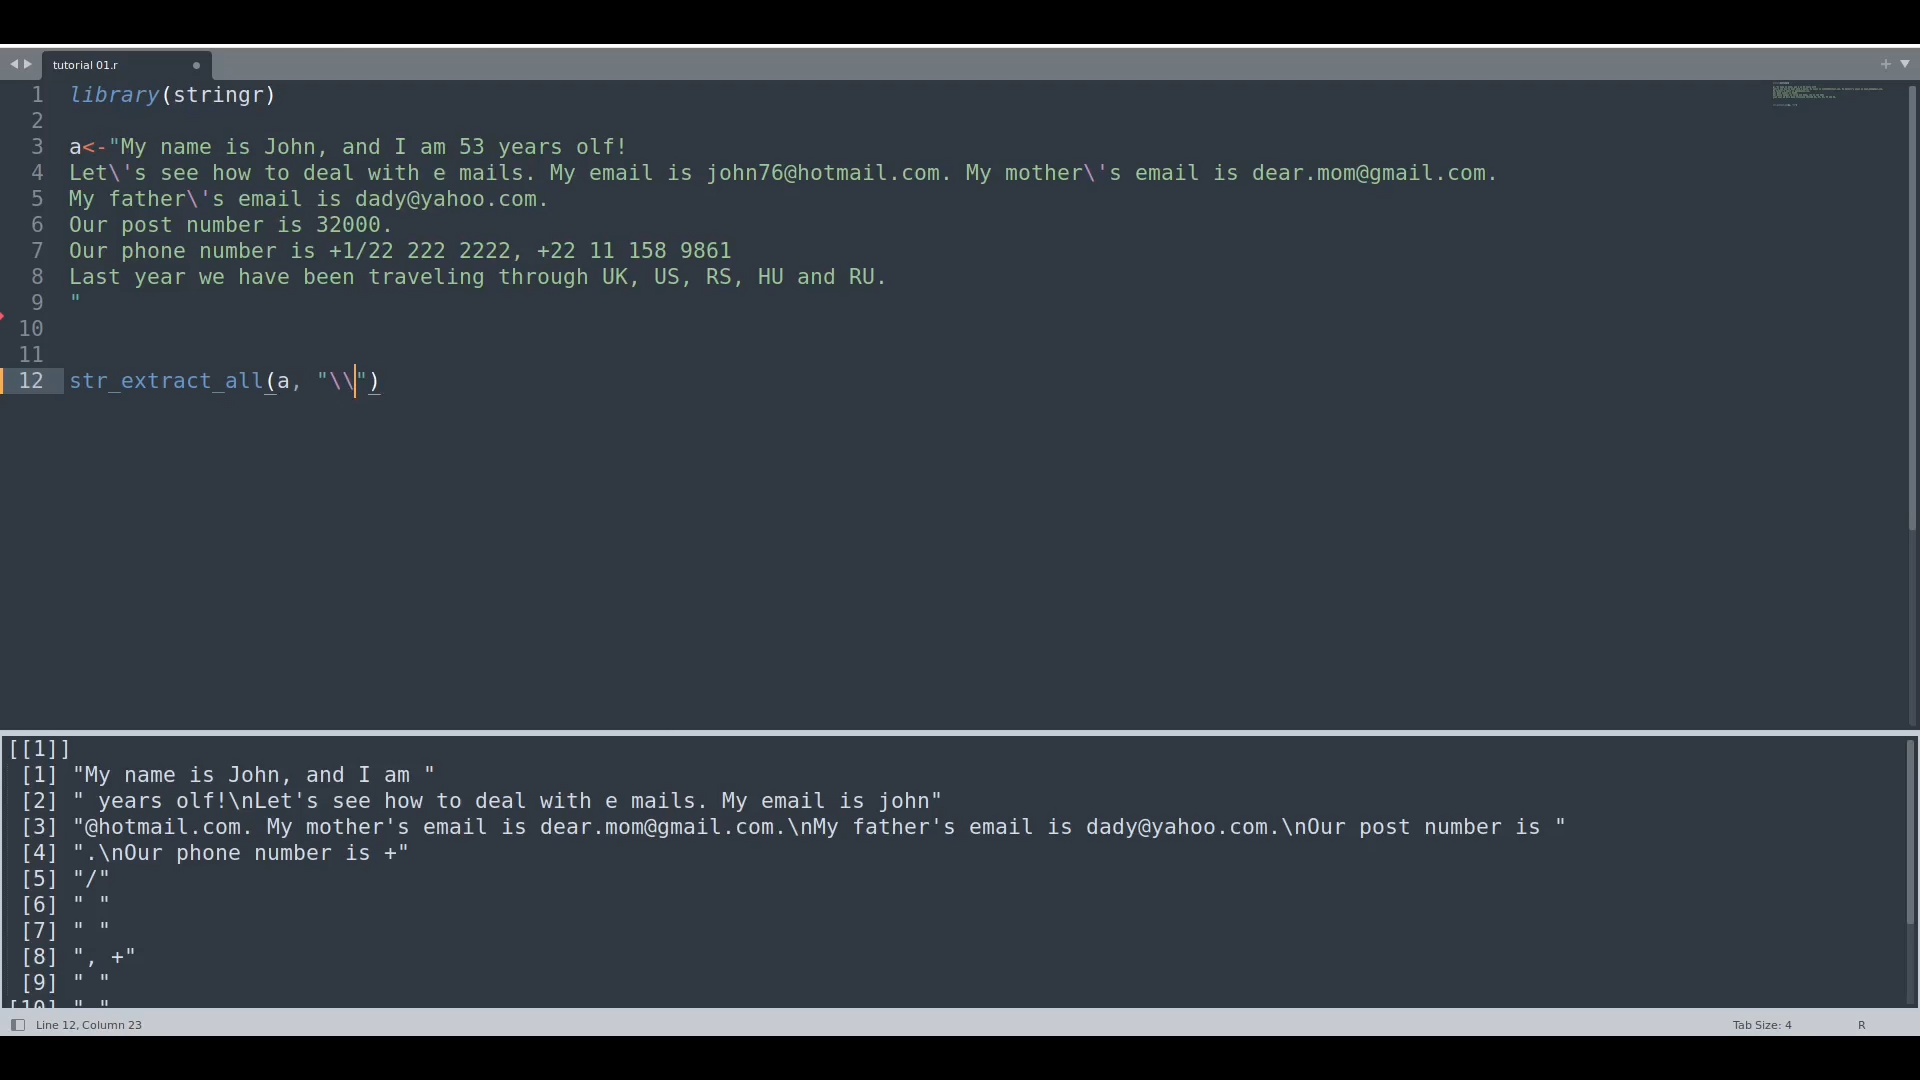 tutorial 01.r
1 library(stringr)
2
3 a<-"My name is John, and I am 53 years olf!
4 Let\'s see how to deal with e mails. My email is john76@hotmail.com. My mother\'s email is dear.mom@gmail.com.
5 My father\'s email is dady@yahoo.com.
6 Our post number is 32000.
7 Our phone number is +1/22 222 2222, +22 11 158 9861
8 Last year we have been traveling through UK, US, RS, HU and RU.
9 "
10
11
12 str_extract_all(a, "\\")
[[1]]
[1] "My name is John, and I am "
[2] " years olf!\nLet's see how to deal with e mails. My email is john"
[3] "@hotmail.com. My mother's email is dear.mom@gmail.com.\nMy father's email is dady@yahoo.com.\nOur post number is "
[4] ".\nOur phone number is +"
[5] "/"
[6] " "
[7] " "
[8] ", +"
[9] " "
[10] " "
Line 12, Column 23
Tab Size: 4
R